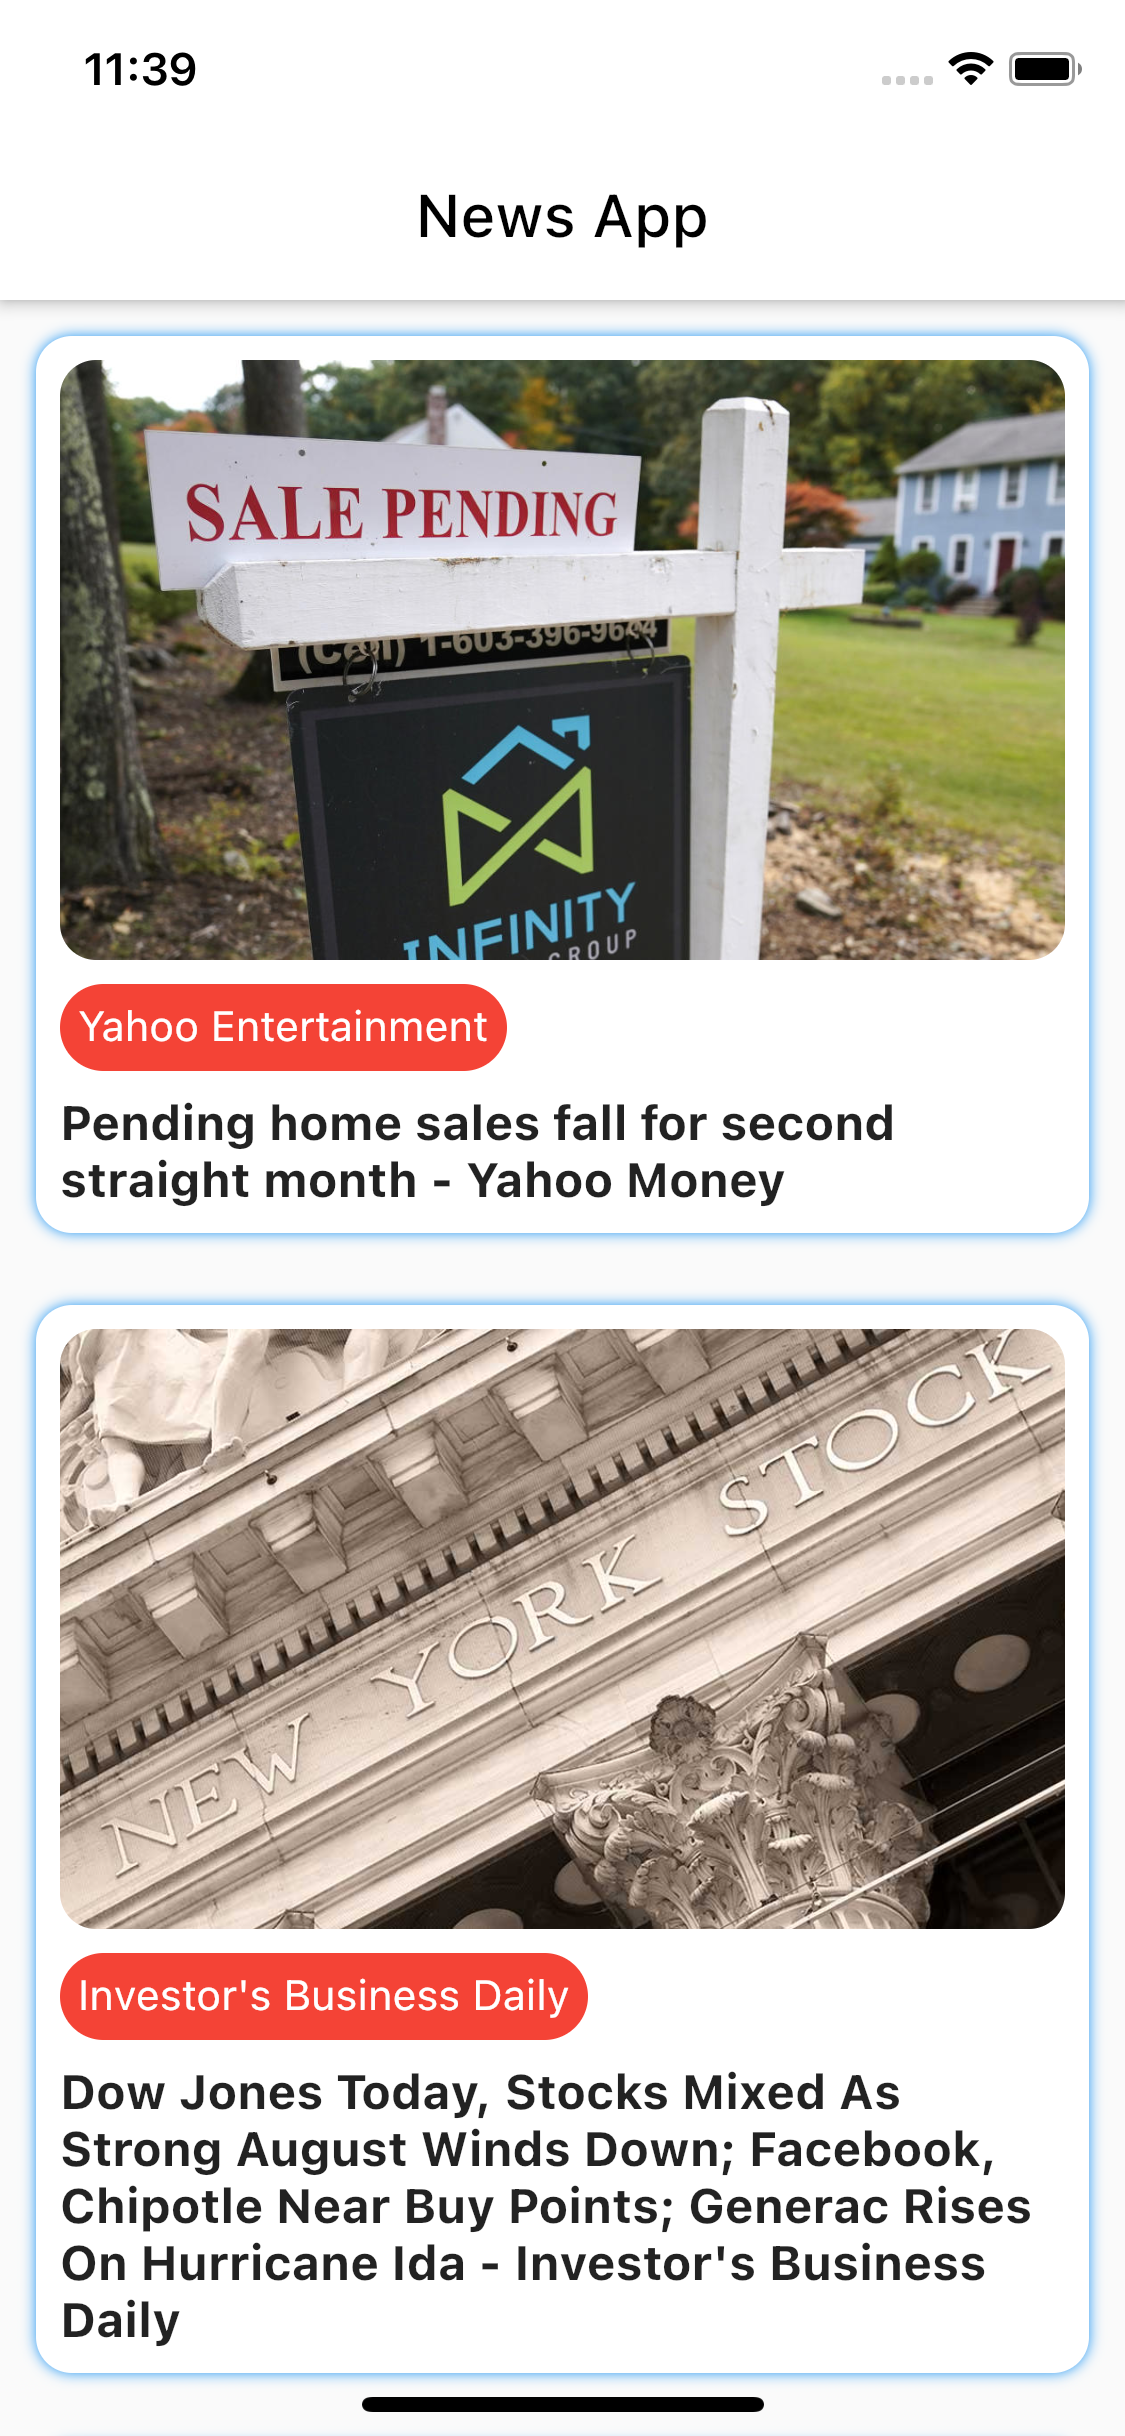 11:39
News App
SALE PENDING
(Cell) 1-603-396-9644
INFINITY
GROUP
Yahoo Entertainment
Pending home sales fall for second
straight month - Yahoo Money
NEW YORK STOCK
Investor's Business Daily
Dow Jones Today, Stocks Mixed As
Strong August Winds Down; Facebook,
Chipotle Near Buy Points; Generac Rises
On Hurricane Ida - Investor's Business
Daily